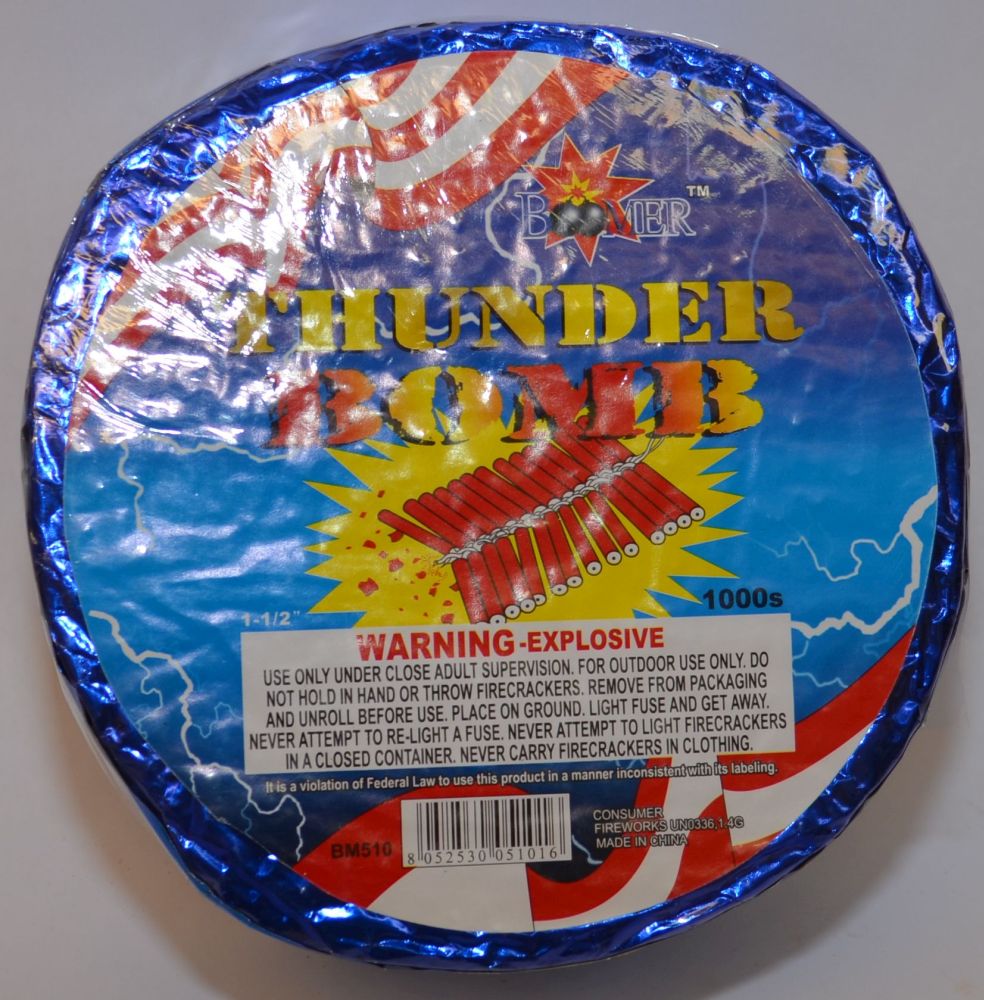 BOOMER™
THUNDER
BOMB
1000s
1-1/2"
WARNING-EXPLOSIVE
USE ONLY UNDER CLOSE ADULT SUPERVISION. FOR OUTDOOR USE ONLY. DO
NOT HOLD IN HAND OR THROW FIRECRACKERS. REMOVE FROM PACKAGING
AND UNROLL BEFORE USE. PLACE ON GROUND. LIGHT FUSE AND GET AWAY.
NEVER ATTEMPT TO RE-LIGHT A FUSE. NEVER ATTEMPT TO LIGHT FIRECRACKERS
IN A CLOSED CONTAINER. NEVER CARRY FIRECRACKERS IN CLOTHING.
It is a violation of Federal Law to use this product in a manner inconsistent with its labeling.
BM510
8 052530 051016
CONSUMER
FIREWORKS UN0336,1.4G
MADE IN CHINA